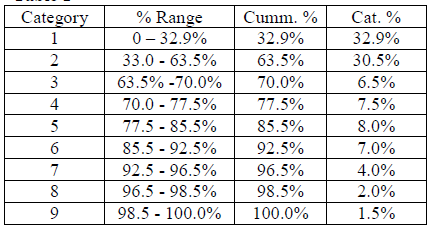 Category % Range Cumm. % Cat. %
1 0 – 32.9% 32.9% 32.9%
2 33.0 - 63.5% 63.5% 30.5%
3 63.5% -70.0% 70.0% 6.5%
4 70.0 - 77.5% 77.5% 7.5%
5 77.5 - 85.5% 85.5% 8.0%
6 85.5 - 92.5% 92.5% 7.0%
7 92.5 - 96.5% 96.5% 4.0%
8 96.5 - 98.5% 98.5% 2.0%
9 98.5 - 100.0% 100.0% 1.5%